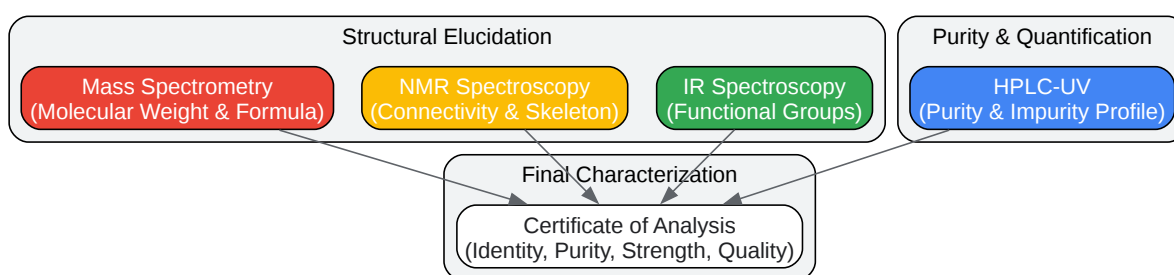 Structural Elucidation
Mass Spectrometry
(Molecular Weight & Formula)
NMR Spectroscopy
(Connectivity & Skeleton)
IR Spectroscopy
(Functional Groups)
Purity & Quantification
HPLC-UV
(Purity & Impurity Profile)
Final Characterization
Certificate of Analysis
(Identity, Purity, Strength, Quality)